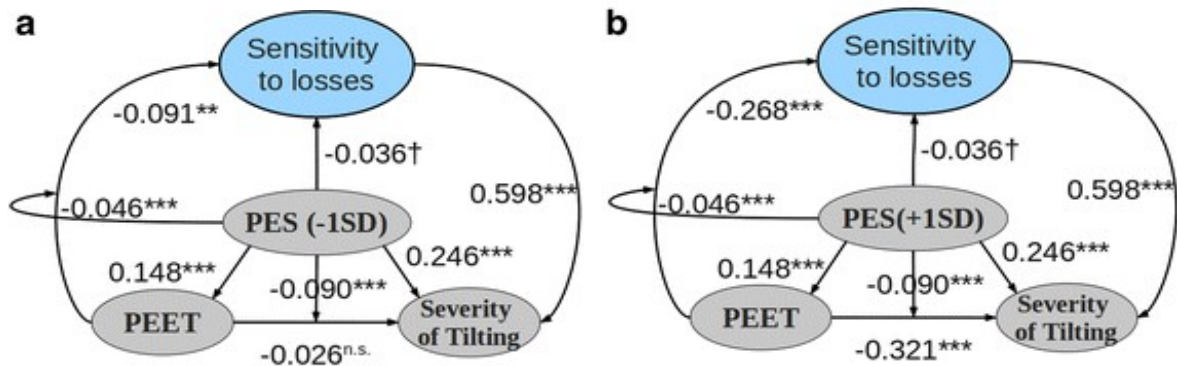 a
Sensitivity
to losses
-0.091**
-0.036†
0.598***
-0.046***
PES (-1SD)
0.148***
-0.090***
0.246***
PEET
Severity
of Tilting
-0.026n.s.
b
Sensitivity
to losses
-0.268***
-0.036†
0.598***
-0.046***
PES(+1SD)
0.148***
-0.090***
0.246***
PEET
Severity
of Tilting
-0.321***